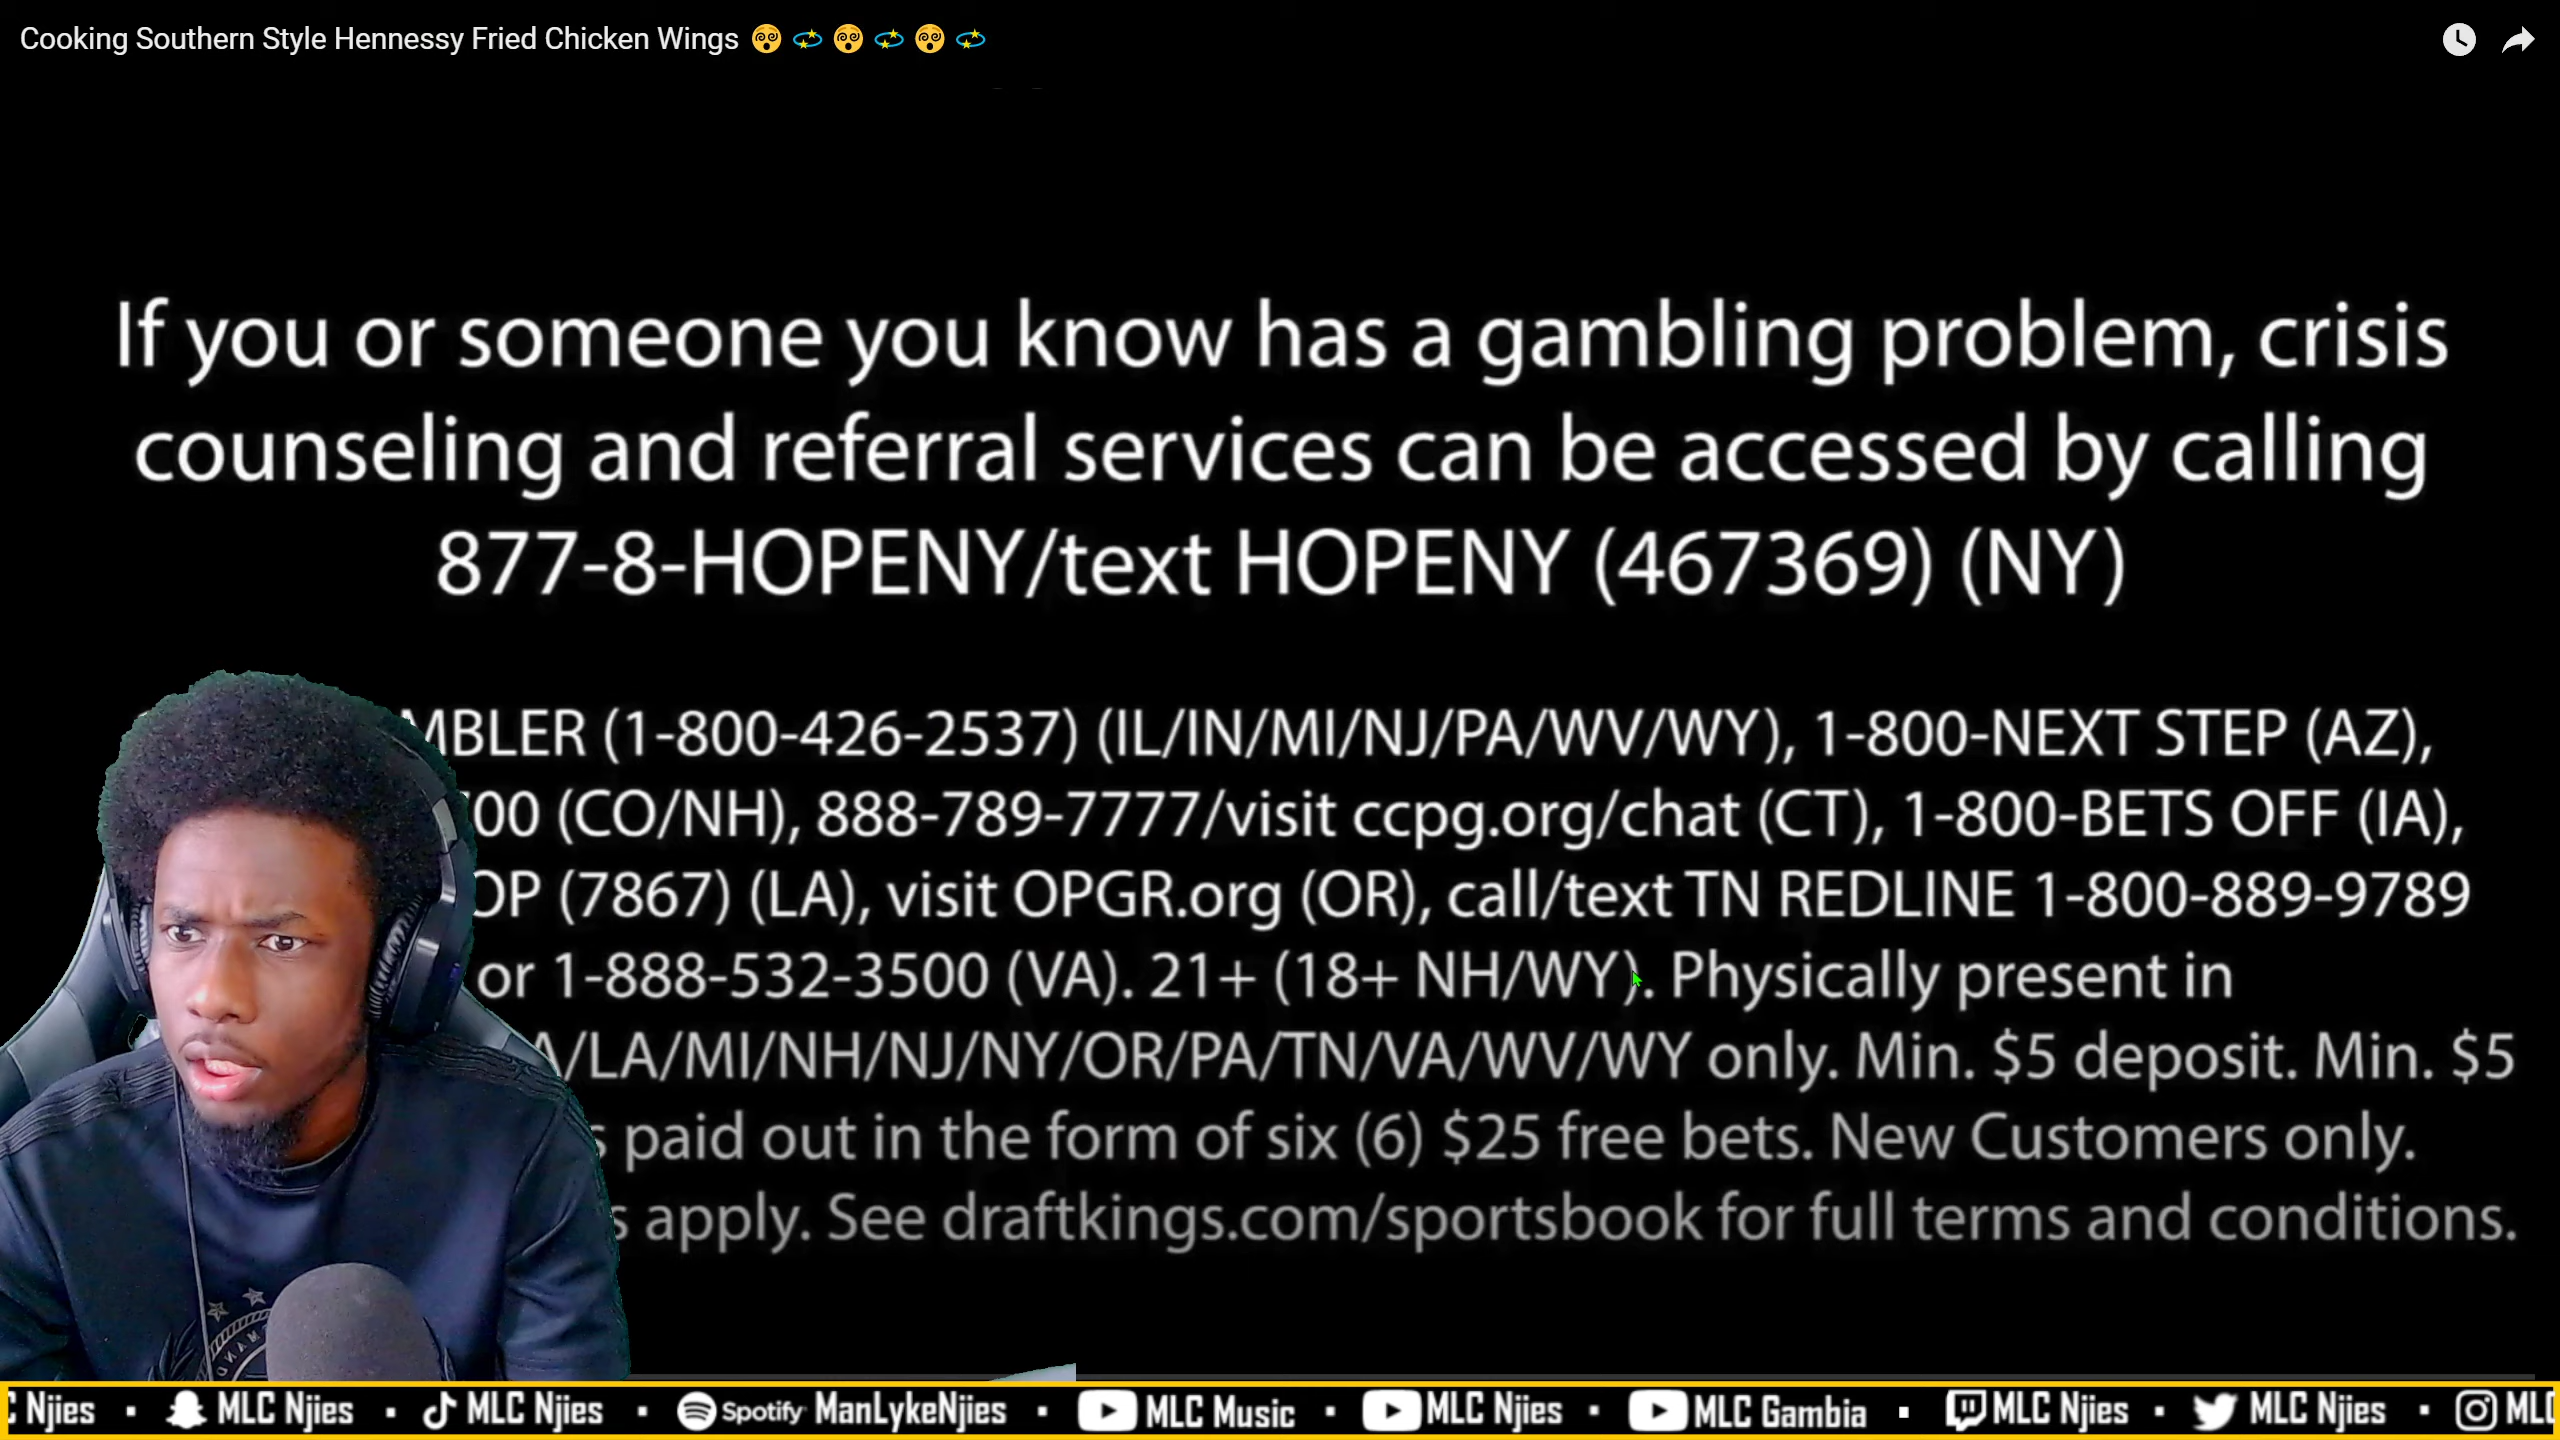 Cooking Southern Style Hennessy Fried Chicken Wings 😵‍💫 😵‍💫 😵‍💫
If you or someone you know has a gambling problem, crisis
counseling and referral services can be accessed by calling
877-8-HOPENY/text HOPENY (467369) (NY)
MBLER (1-800-426-2537) (IL/IN/MI/NJ/PA/WV/WY), 1-800-NEXT STEP (AZ),
00 (CO/NH), 888-789-7777/visit ccpg.org/chat (CT), 1-800-BETS OFF (IA),
OP (7867) (LA), visit OPGR.org (OR), call/text TN REDLINE 1-800-889-9789
or 1-888-532-3500 (VA). 21+ (18+ NH/WY). Physically present in
A/LA/MI/NH/NJ/NY/OR/PA/TN/VA/WV/WY only. Min. $5 deposit. Min. $5
s paid out in the form of six (6) $25 free bets. New Customers only.
s apply. See draftkings.com/sportsbook for full terms and conditions.
C Njies · MLC Njies · MLC Njies · Spotify ManLykeNjies · MLC Music · MLC Njies · MLC Gambia · MLC Njies · MLC Njies · MLC